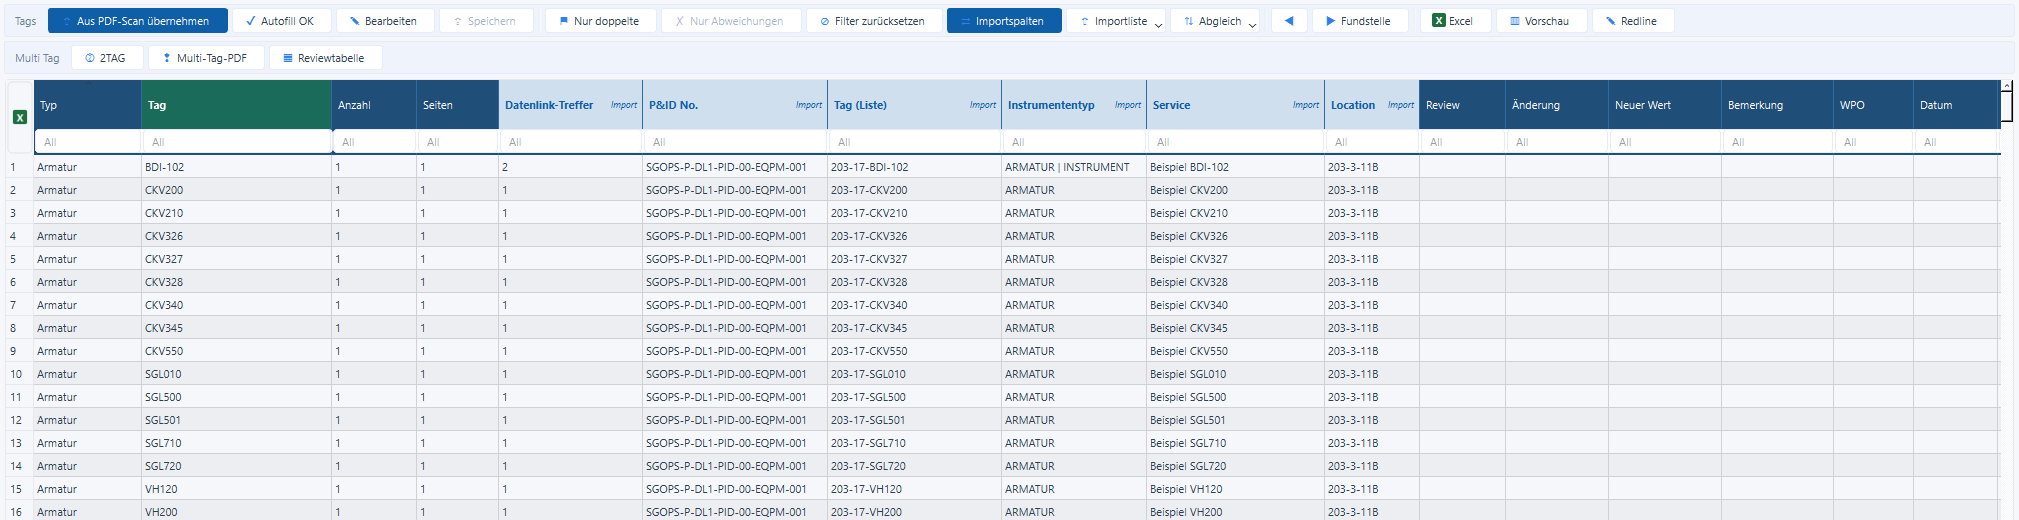 Tags Aus PDF-Scan übernehmen Autofill OK Bearbeiten Speichern Nur doppelte Nur Abweichungen Filter zurücksetzen Importspalten Importliste Abgleich Fundstelle Excel Vorschau Redline
Multi Tag 2TAG Multi-Tag-PDF Reviewtabelle
Typ Tag Anzahl Seiten Datenlink-Treffer Import P&ID No. Import Tag (Liste) Import Instrumententyp Import Service Import Location Import Review Änderung Neuer Wert Bemerkung WPO Datum
All All All All All All All All All All All All All All All All
1 Armatur BDI-102 1 1 2 SGOPS-P-DL1-PID-00-EQPM-001 203-17-BDI-102 ARMATUR | INSTRUMENT Beispiel BDI-102 203-3-11B
2 Armatur CKV200 1 1 1 SGOPS-P-DL1-PID-00-EQPM-001 203-17-CKV200 ARMATUR Beispiel CKV200 203-3-11B
3 Armatur CKV210 1 1 1 SGOPS-P-DL1-PID-00-EQPM-001 203-17-CKV210 ARMATUR Beispiel CKV210 203-3-11B
4 Armatur CKV326 1 1 1 SGOPS-P-DL1-PID-00-EQPM-001 203-17-CKV326 ARMATUR Beispiel CKV326 203-3-11B
5 Armatur CKV327 1 1 1 SGOPS-P-DL1-PID-00-EQPM-001 203-17-CKV327 ARMATUR Beispiel CKV327 203-3-11B
6 Armatur CKV328 1 1 1 SGOPS-P-DL1-PID-00-EQPM-001 203-17-CKV328 ARMATUR Beispiel CKV328 203-3-11B
7 Armatur CKV340 1 1 1 SGOPS-P-DL1-PID-00-EQPM-001 203-17-CKV340 ARMATUR Beispiel CKV340 203-3-11B
8 Armatur CKV345 1 1 1 SGOPS-P-DL1-PID-00-EQPM-001 203-17-CKV345 ARMATUR Beispiel CKV345 203-3-11B
9 Armatur CKV550 1 1 1 SGOPS-P-DL1-PID-00-EQPM-001 203-17-CKV550 ARMATUR Beispiel CKV550 203-3-11B
10 Armatur SGL010 1 1 1 SGOPS-P-DL1-PID-00-EQPM-001 203-17-SGL010 ARMATUR Beispiel SGL010 203-3-11B
11 Armatur SGL500 1 1 1 SGOPS-P-DL1-PID-00-EQPM-001 203-17-SGL500 ARMATUR Beispiel SGL500 203-3-11B
12 Armatur SGL501 1 1 1 SGOPS-P-DL1-PID-00-EQPM-001 203-17-SGL501 ARMATUR Beispiel SGL501 203-3-11B
13 Armatur SGL710 1 1 1 SGOPS-P-DL1-PID-00-EQPM-001 203-17-SGL710 ARMATUR Beispiel SGL710 203-3-11B
14 Armatur SGL720 1 1 1 SGOPS-P-DL1-PID-00-EQPM-001 203-17-SGL720 ARMATUR Beispiel SGL720 203-3-11B
15 Armatur VH120 1 1 1 SGOPS-P-DL1-PID-00-EQPM-001 203-17-VH120 ARMATUR Beispiel VH120 203-3-11B
16 Armatur VH200 1 1 1 SGOPS-P-DL1-PID-00-EQPM-001 203-17-VH200 ARMATUR Beispiel VH200 203-3-11B